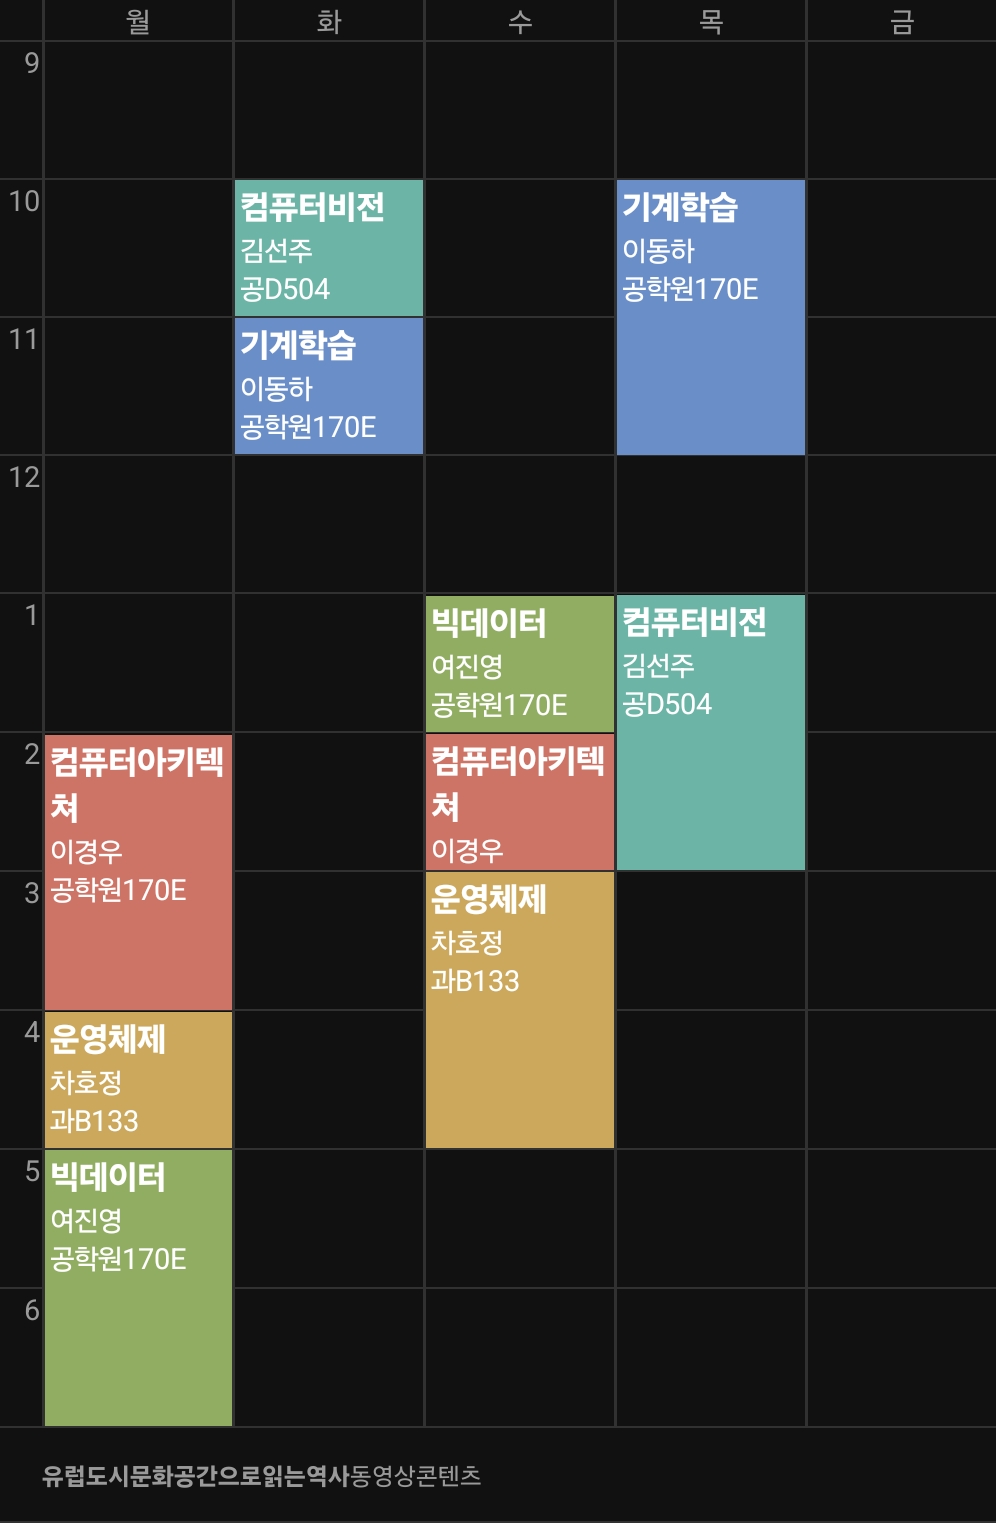 월 화 수 목 금
9
10
컴퓨터비전
김선주
공D504
기계학습
이동하
공학원170E
11
기계학습
이동하
공학원170E
12
1
빅데이터
여진영
공학원170E
컴퓨터비전
김선주
공D504
2
컴퓨터아키텍
쳐
이경우
공학원170E
컴퓨터아키텍
쳐
이경우
3
운영체제
차호정
과B133
4
운영체제
차호정
과B133
5
빅데이터
여진영
공학원170E
6
유럽도시문화공간으로읽는역사동영상콘텐츠